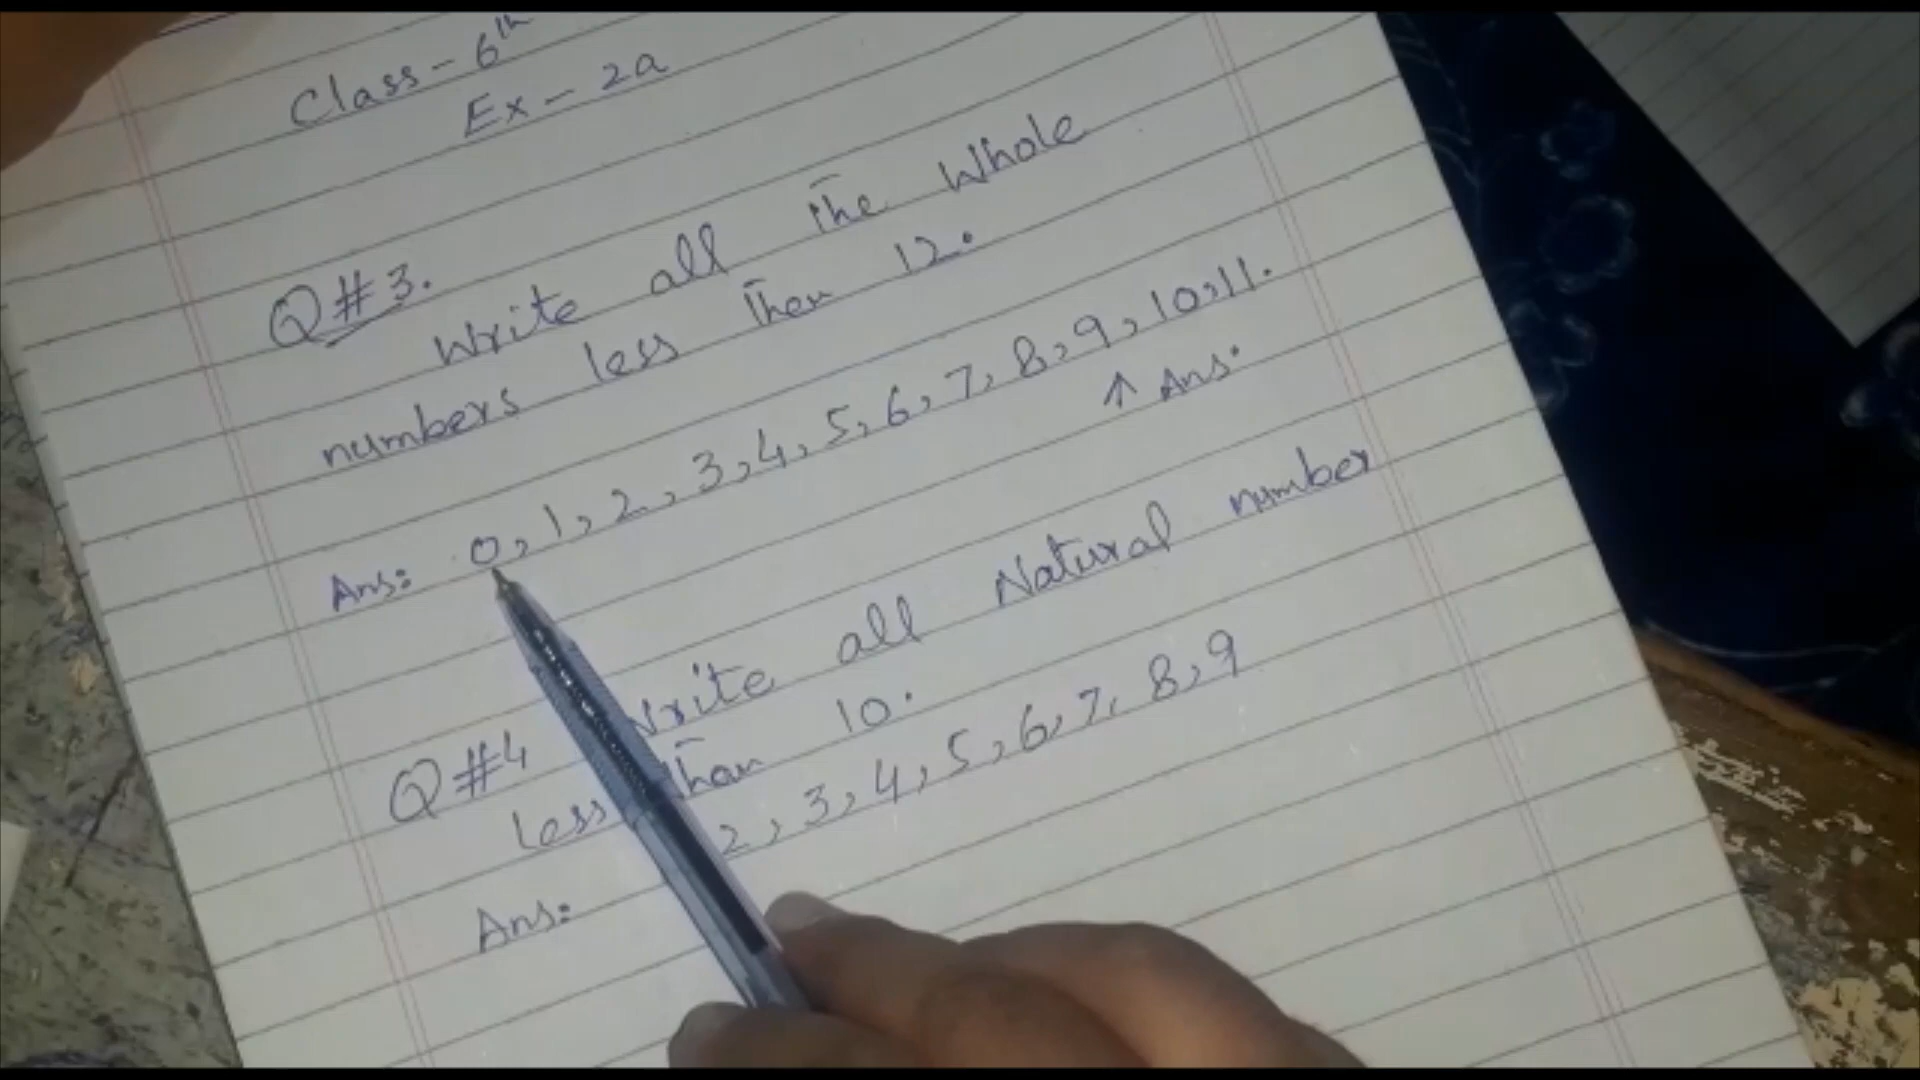 Class - 6th
Ex - 2a
Q#3.
Write all the Whole
numbers less then 12.
Ans: 0, 1, 2, 3, 4, 5, 6, 7, 8, 9, 10, 11.
↑ Ans.
Q#4 Write all Natural number
less than 10.
Ans: 2, 3, 4, 5, 6, 7, 8, 9